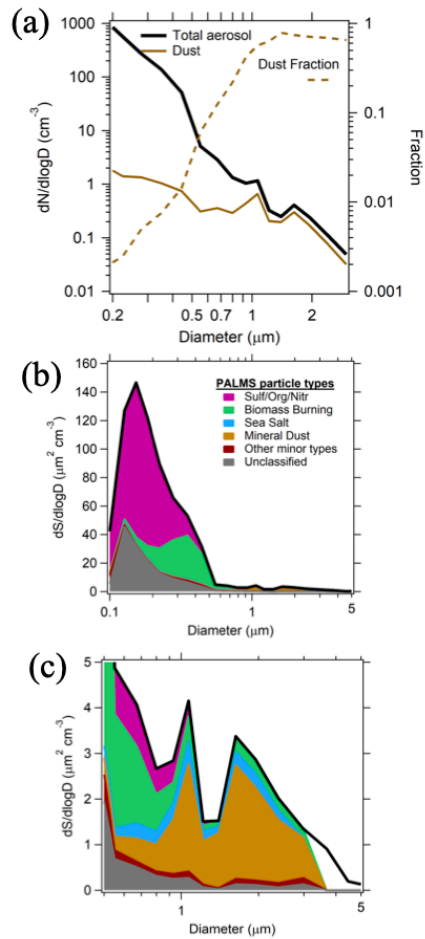 (a)
1000
100
10
1
0.1
0.01
dN/dlogD (cm⁻³)
Total aerosol
Dust
Dust Fraction
1
0.1
0.01
0.001
Fraction
0.2
0.5
0.7
1
2
Diameter (μm)
(b)
160
140
120
100
80
60
40
20
0
dS/dlogD (μm² cm⁻³)
PALMS particle types
Sulf/Org/Nitr
Biomass Burning
Sea Salt
Mineral Dust
Other minor types
Unclassified
0.1
1
5
Diameter (μm)
(c)
5
4
3
2
1
0
dS/dlogD (μm² cm⁻³)
1
5
Diameter (μm)